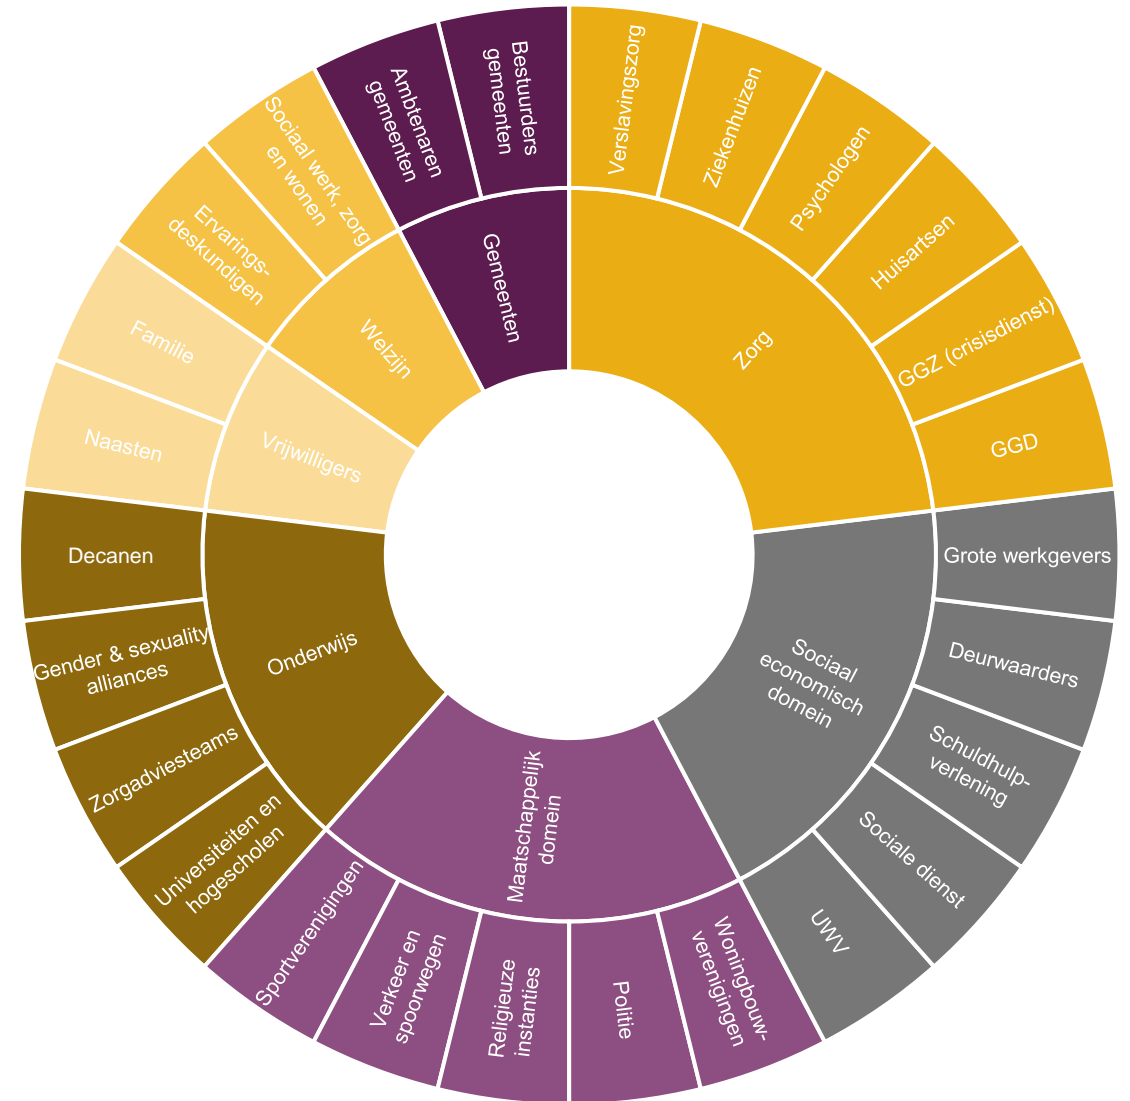 Verslavingszorg
Ziekenhuizen
Psychologen
Huisartsen
GGZ (crisisdienst)
GGD
Zorg
Grote werkgevers
Deurwaarders
Schuldhulp-
verlening
Sociale dienst
UWV
Sociaal
economisch
domein
Woningbouw-
verenigingen
Politie
Religieuze
instanties
Verkeer en
spoorwegen
Sportverenigingen
Maatschappelijk
domein
Universiteiten en
hogescholen
Zorgadviesteams
Gender & sexuality
alliances
Decanen
Onderwijs
Naasten
Familie
Vrijwilligers
Ervarings-
deskundigen
Sociaal werk, zorg
en wonen
Welzijn
Ambtenaren
gemeenten
Bestuurders
gemeenten
Gemeenten